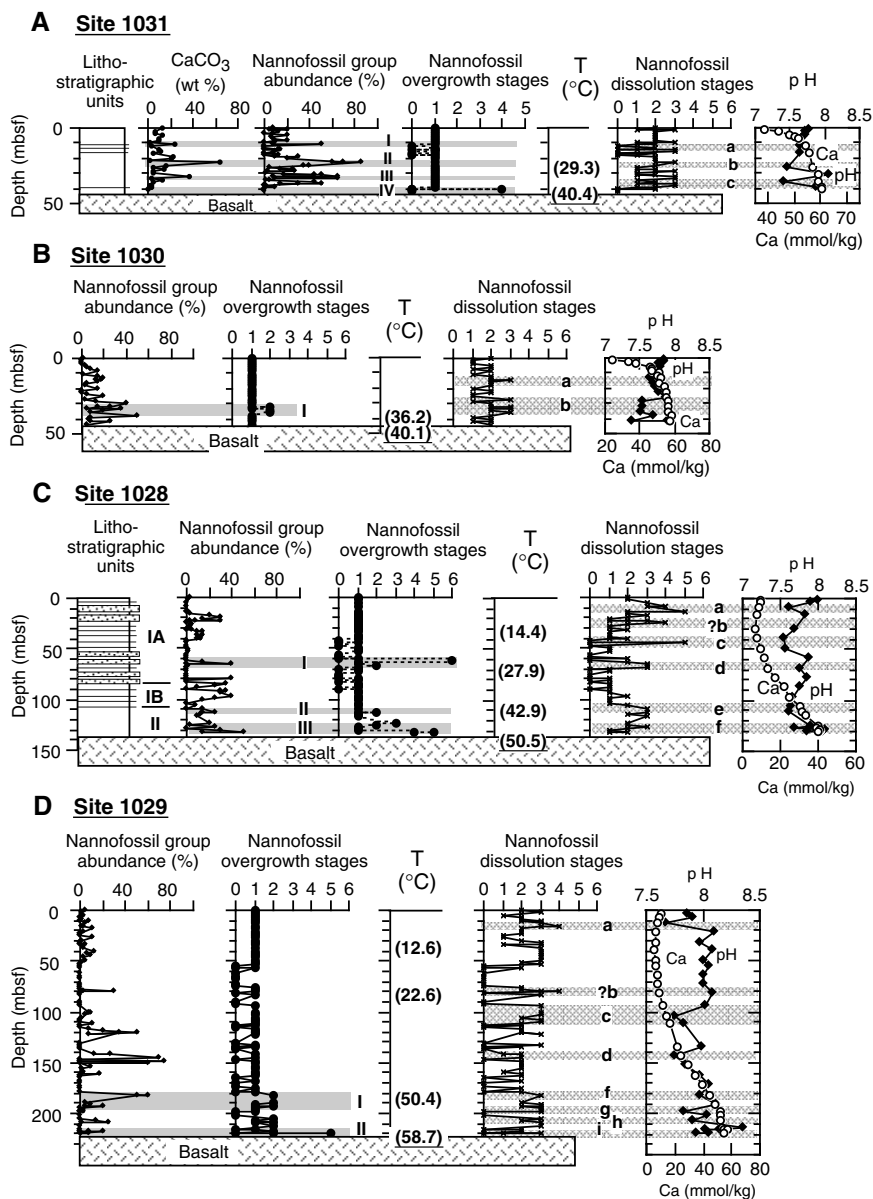 A Site 1031
Litho-
stratigraphic
units
CaCO3
(wt %)
Nannofossil group
abundance (%)
Nannofossil
overgrowth stages
T
(°C)
Nannofossil
dissolution stages
p H
0 40 80
0 40 80
0 1 2 3 4 5
0 1 2 3 4 5 6
7 7.5 8 8.5
Depth (mbsf)
0
50
I
II
III
IV
(29.3)
(40.4)
a
b
c
Ca
pH
Basalt
40 50 60 70
Ca (mmol/kg)
B Site 1030
Nannofossil group
abundance (%)
Nannofossil
overgrowth stages
T
(°C)
Nannofossil
dissolution stages
p H
0 40 80
0 1 2 3 4 5 6
0 1 2 3 4 5 6
7 7.5 8 8.5
Depth (mbsf)
0
50
I
(36.2)
(40.1)
a
b
pH
Ca
Basalt
20 40 60 80
Ca (mmol/kg)
C Site 1028
Litho-
stratigraphic
units
Nannofossil group
abundance (%)
Nannofossil
overgrowth stages
T
(°C)
Nannofossil
dissolution stages
p H
0 40 80
0 1 2 3 4 5 6
0 1 2 3 4 5 6
7 7.5 8 8.5
Depth (mbsf)
0
50
100
150
IA
IB
II
I
II
III
(14.4)
(27.9)
(42.9)
(50.5)
a
?b
c
d
e
f
Ca
pH
Basalt
0 20 40 60
Ca (mmol/kg)
D Site 1029
Nannofossil group
abundance (%)
Nannofossil
overgrowth stages
T
(°C)
Nannofossil
dissolution stages
p H
0 40 80
0 1 2 3 4 5 6
0 1 2 3 4 5 6
7.5 8 8.5
Depth (mbsf)
0
50
100
150
200
I
II
(12.6)
(22.6)
(50.4)
(58.7)
a
?b
c
d
f
g
h
i
Ca
pH
Basalt
0 20 40 60 80
Ca (mmol/kg)